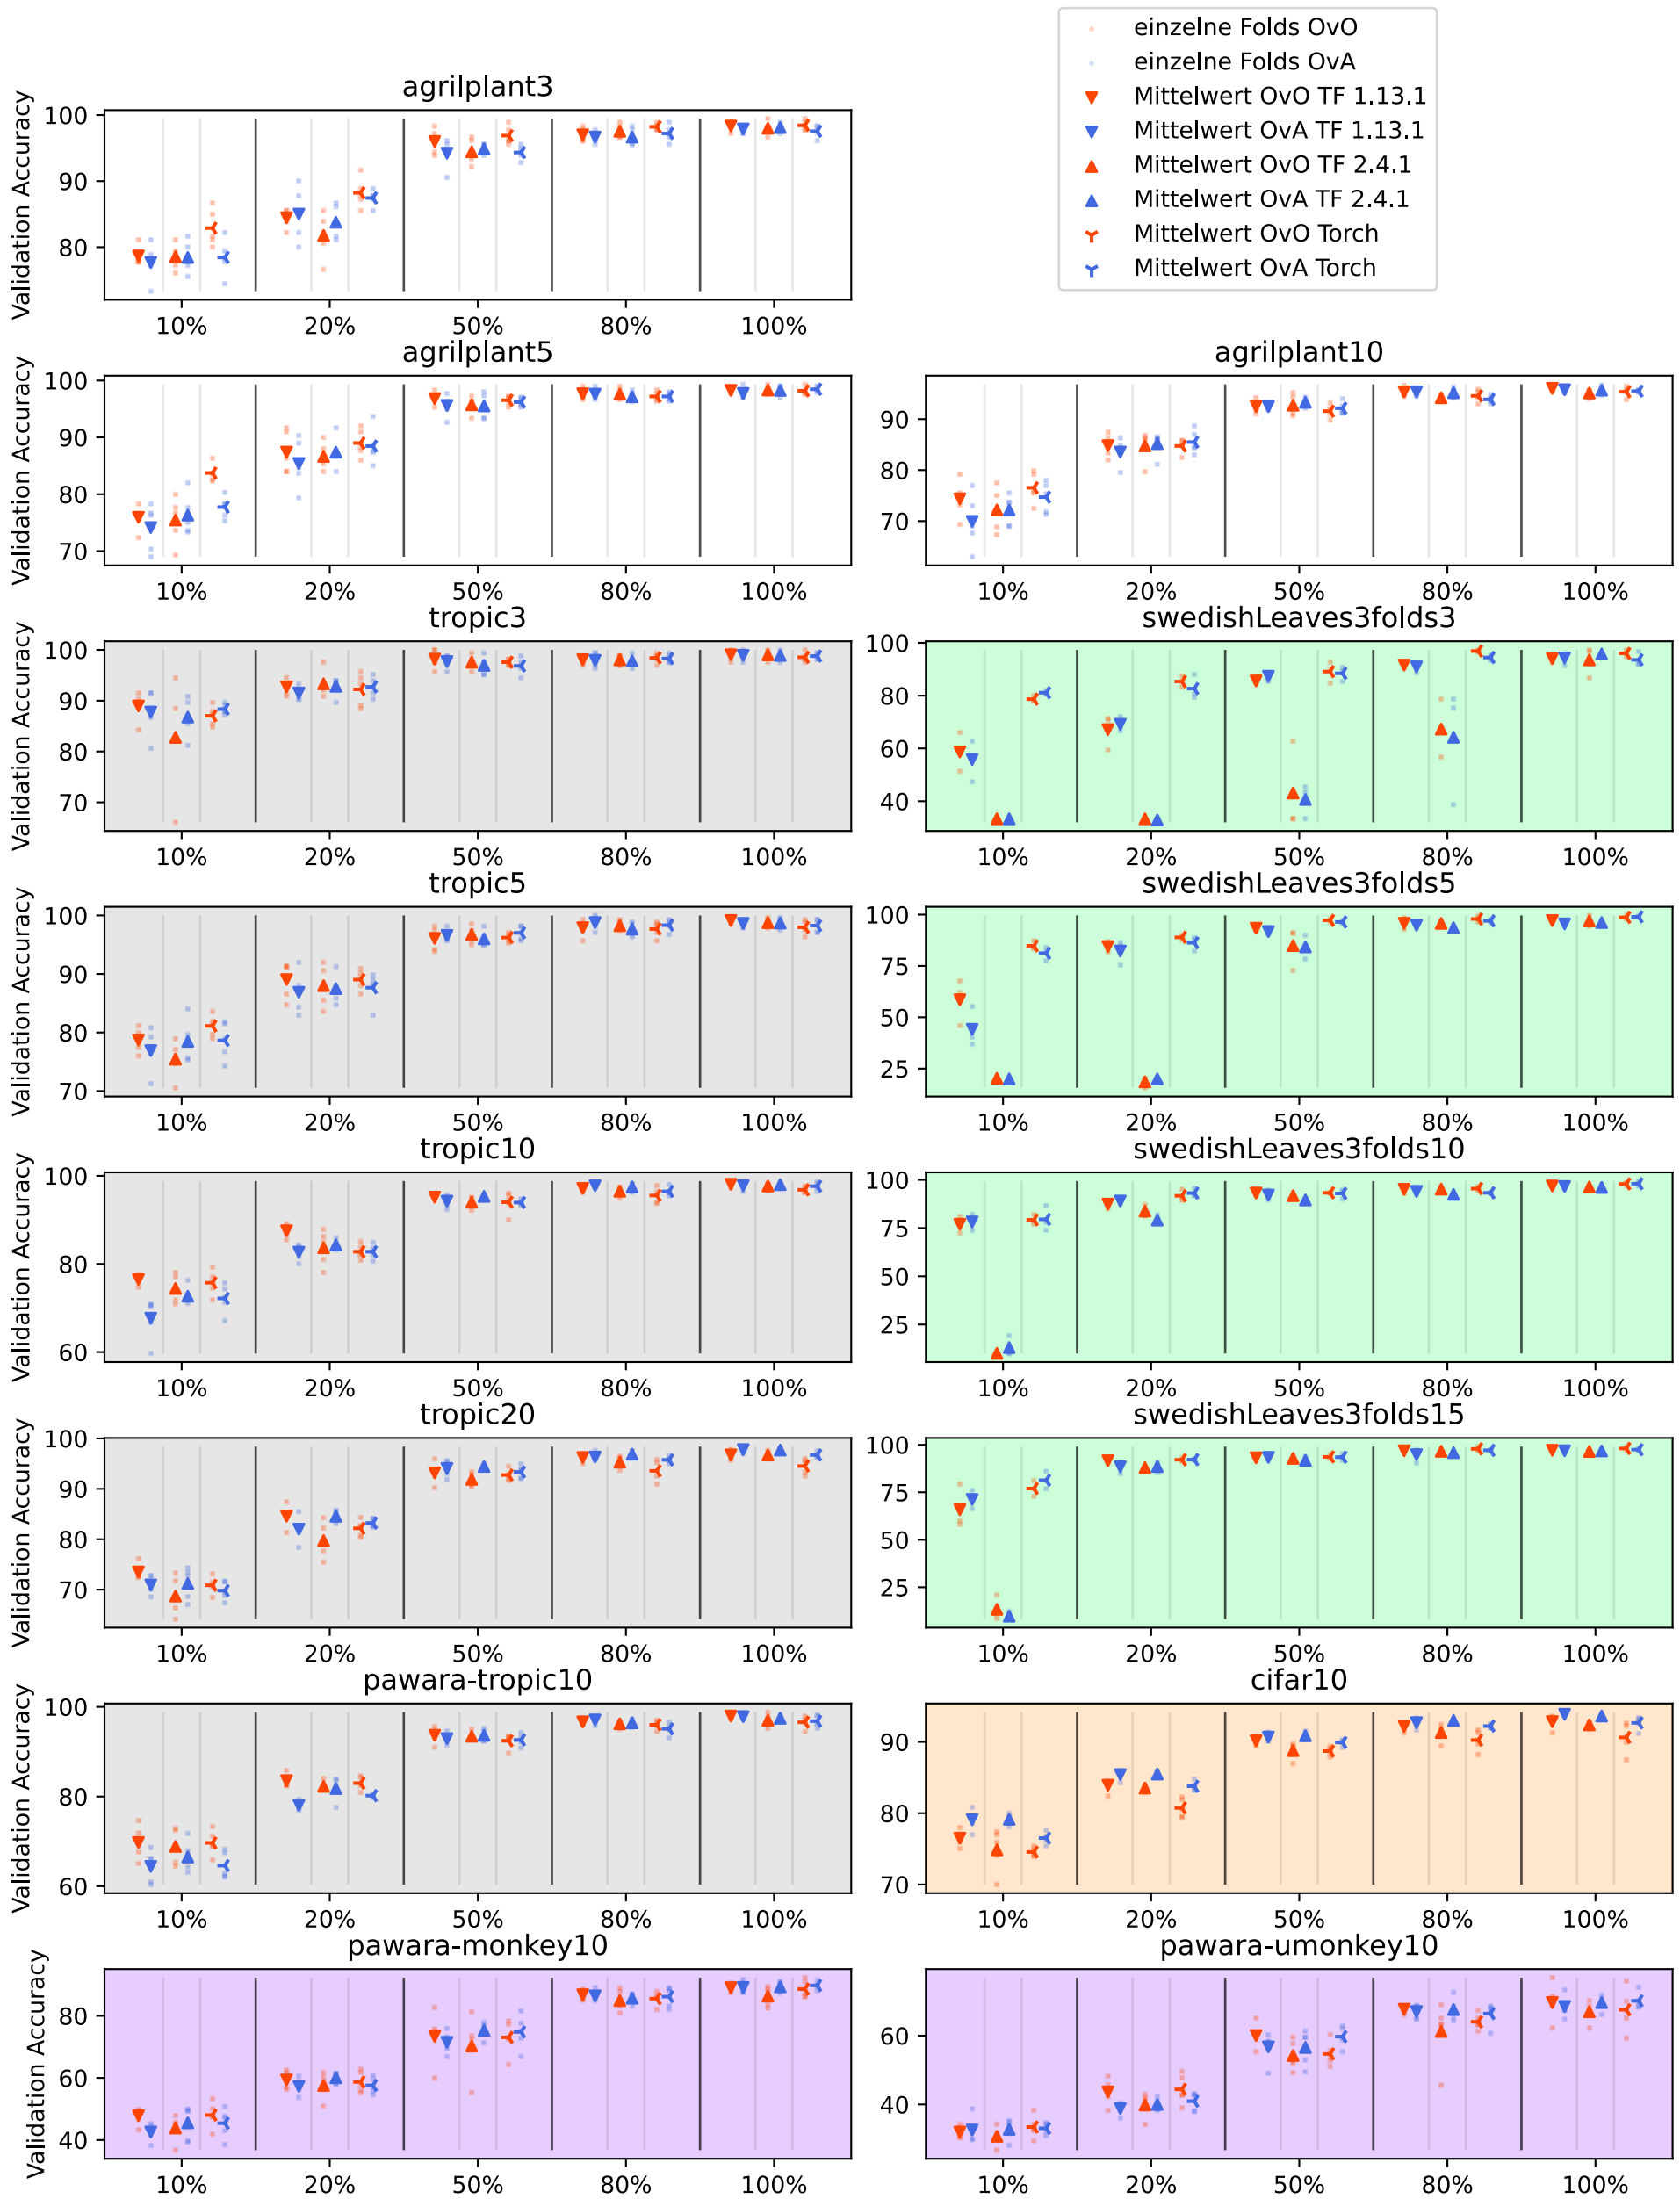 einzelne Folds OvO
einzelne Folds OvA
Mittelwert OvO TF 1.13.1
Mittelwert OvA TF 1.13.1
Mittelwert OvO TF 2.4.1
Mittelwert OvA TF 2.4.1
Mittelwert OvO Torch
Mittelwert OvA Torch
agrilplant3
Validation Accuracy
100
90
80
10% 20% 50% 80% 100%
agrilplant5
Validation Accuracy
100
90
80
70
10% 20% 50% 80% 100%
agrilplant10
90
80
70
10% 20% 50% 80% 100%
tropic3
Validation Accuracy
100
90
80
70
10% 20% 50% 80% 100%
swedishLeaves3folds3
100
80
60
40
10% 20% 50% 80% 100%
tropic5
Validation Accuracy
100
90
80
70
10% 20% 50% 80% 100%
swedishLeaves3folds5
100
75
50
25
10% 20% 50% 80% 100%
tropic10
Validation Accuracy
100
80
60
10% 20% 50% 80% 100%
swedishLeaves3folds10
100
75
50
25
10% 20% 50% 80% 100%
tropic20
Validation Accuracy
100
90
80
70
10% 20% 50% 80% 100%
swedishLeaves3folds15
100
75
50
25
10% 20% 50% 80% 100%
pawara-tropic10
Validation Accuracy
100
80
60
10% 20% 50% 80% 100%
cifar10
90
80
70
10% 20% 50% 80% 100%
pawara-monkey10
Validation Accuracy
80
60
40
10% 20% 50% 80% 100%
pawara-umonkey10
60
40
10% 20% 50% 80% 100%